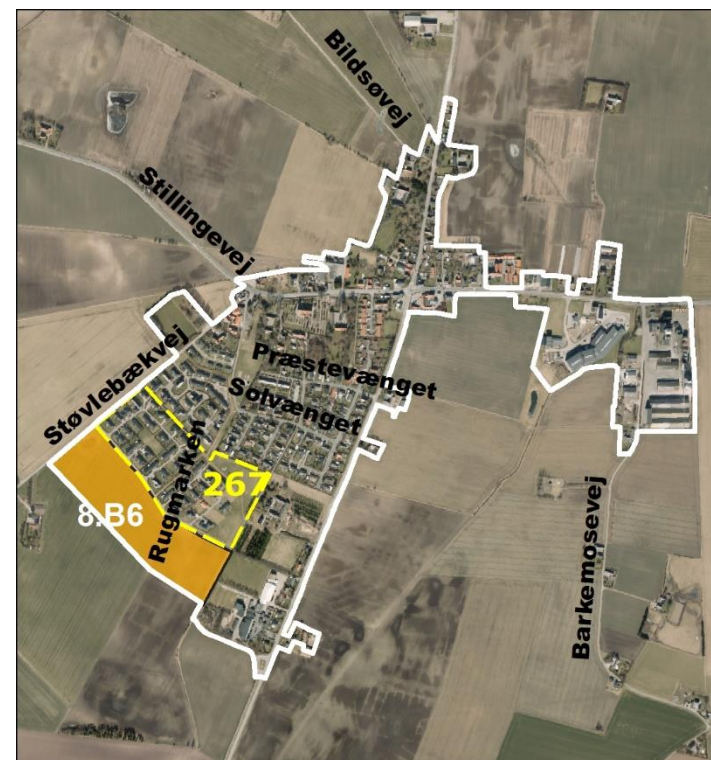 Bildsøvej
Stillingevej
Støvlebækvej
Præstevænget
Solvænget
Rugmarken
267
8.B6
Barkemosevej